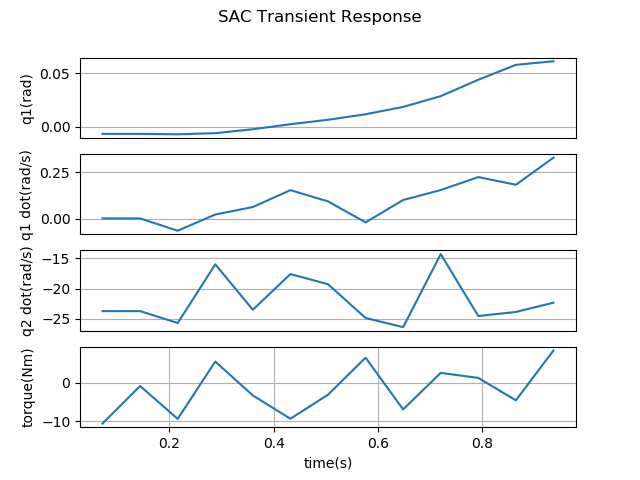 SAC Transient Response
q1(rad)
0.05
0.00
q1 dot(rad/s)
0.25
0.00
q2 dot(rad/s)
−15
−20
−25
torque(Nm)
0
−10
0.2 0.4 0.6 0.8
time(s)